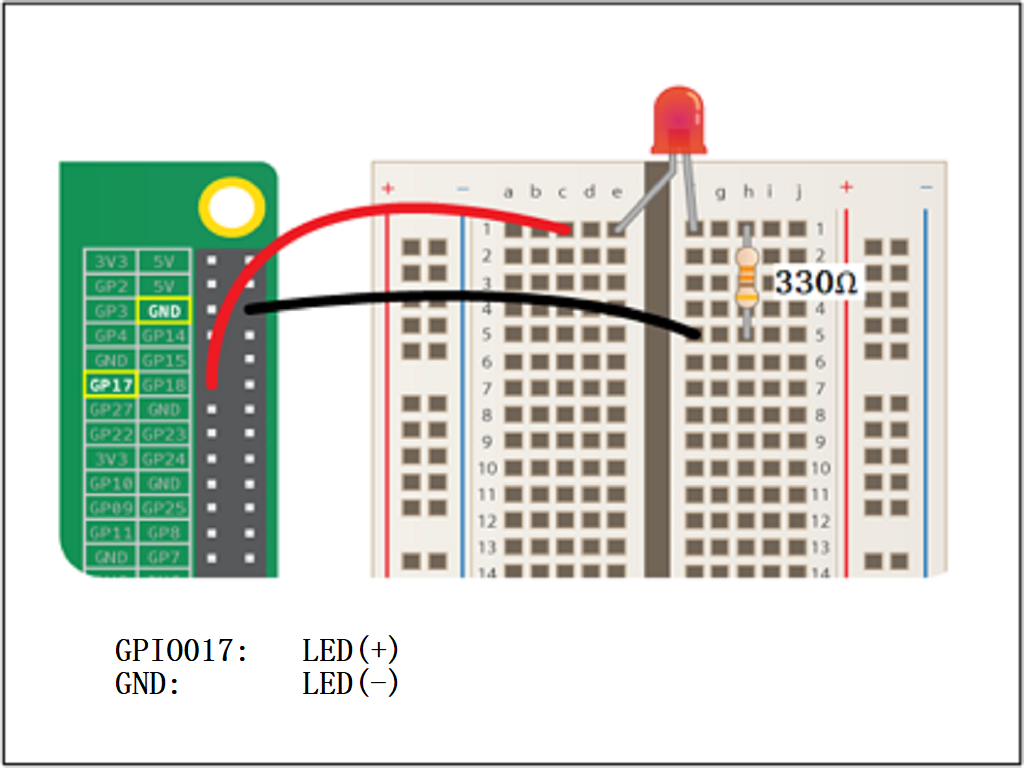 + − a b c d e g h i j + −
3V3 5V
GP2 5V
GP3 GND
GP4 GP14
GND GP15
GP17 GP18
GP27 GND
GP22 GP23
3V3 GP24
GP10 GND
GP09 GP25
GP11 GP8
GND GP7
1 1
2 2
3 3
4 4
5 5
6 6
7 7
8 8
9 9
10 10
11 11
12 12
13 13
14 14
330Ω
GPIO017: LED(+)
GND: LED(−)